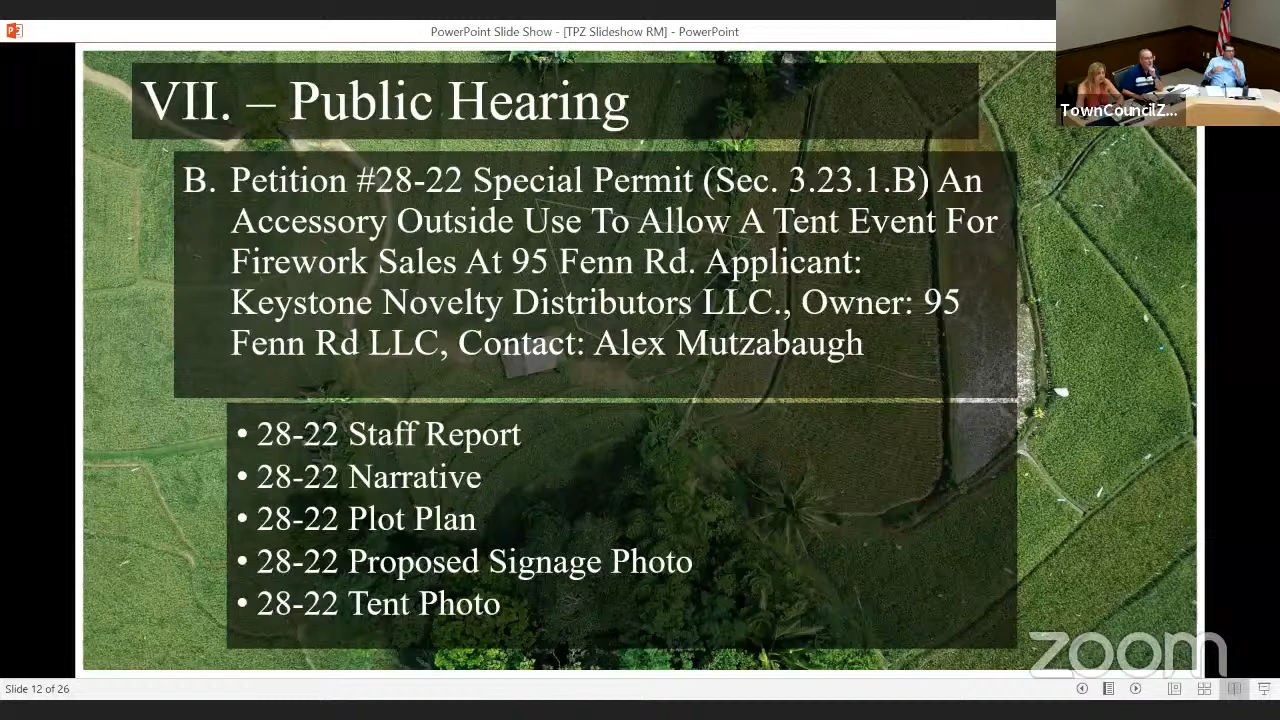 PowerPoint Slide Show - [TPZ Slideshow RM] - PowerPoint
TownCouncilZ...
VII. – Public Hearing
B. Petition #28-22 Special Permit (Sec. 3.23.1.B) An
Accessory Outside Use To Allow A Tent Event For
Firework Sales At 95 Fenn Rd. Applicant:
Keystone Novelty Distributors LLC., Owner: 95
Fenn Rd LLC, Contact: Alex Mutzabaugh
• 28-22 Staff Report
• 28-22 Narrative
• 28-22 Plot Plan
• 28-22 Proposed Signage Photo
• 28-22 Tent Photo
zoom
Slide 12 of 26